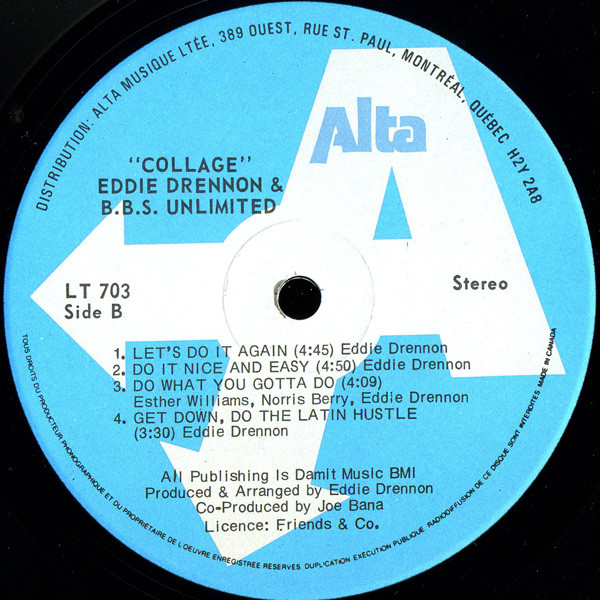 DISTRIBUTION: ALTA MUSIQUE LTÉE, 389 OUEST, RUE ST. PAUL, MONTRÉAL, QUÉBEC H2Y 2A8
Alta
"COLLAGE"
EDDIE DRENNON &
B.B.S. UNLIMITED
LT 703
Side B
Stereo
1. LET'S DO IT AGAIN (4:45) Eddie Drennon
2. DO IT NICE AND EASY (4:50) Eddie Drennon
3. DO WHAT YOU GOTTA DO (4:09)
Esther Williams, Norris Berry, Eddie Drennon
4. GET DOWN, DO THE LATIN HUSTLE
(3:30) Eddie Drennon
All Publishing Is Damit Music BMI
Produced & Arranged by Eddie Drennon
Co-Produced by Joe Bana
Licence: Friends & Co.
TOUS DROITS DU PRODUCTEUR PHONOGRAPHIQUE ET DU PROPRIETAIRE DE L'OEUVRE ENREGISTRÉE RESERVÉS DUPLICATION EXÉCUTION PUBLIQUE RADIODIFFUSION DE CE DISQUE SONT INTERDITES MADE IN CANADA